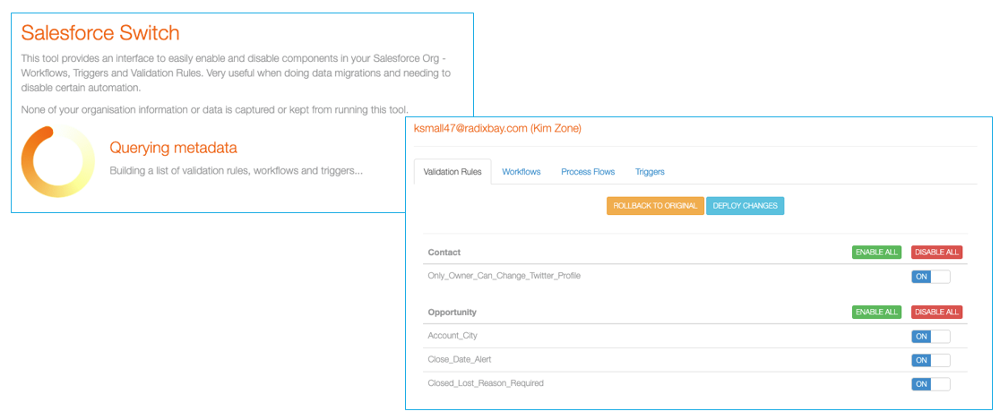 Salesforce Switch
This tool provides an interface to easily enable and disable components in your Salesforce Org -
Workflows, Triggers and Validation Rules. Very useful when doing data migrations and needing to
disable certain automation.
None of your organisation information or data is captured or kept from running this tool.
Querying metadata
Building a list of validation rules, workflows and triggers...
ksmall47@radixbay.com (Kim Zone)
Validation Rules Workflows Process Flows Triggers
ROLLBACK TO ORIGINAL DEPLOY CHANGES
Contact ENABLE ALL DISABLE ALL
Only_Owner_Can_Change_Twitter_Profile ON
Opportunity ENABLE ALL DISABLE ALL
Account_City ON
Close_Date_Alert ON
Closed_Lost_Reason_Required ON